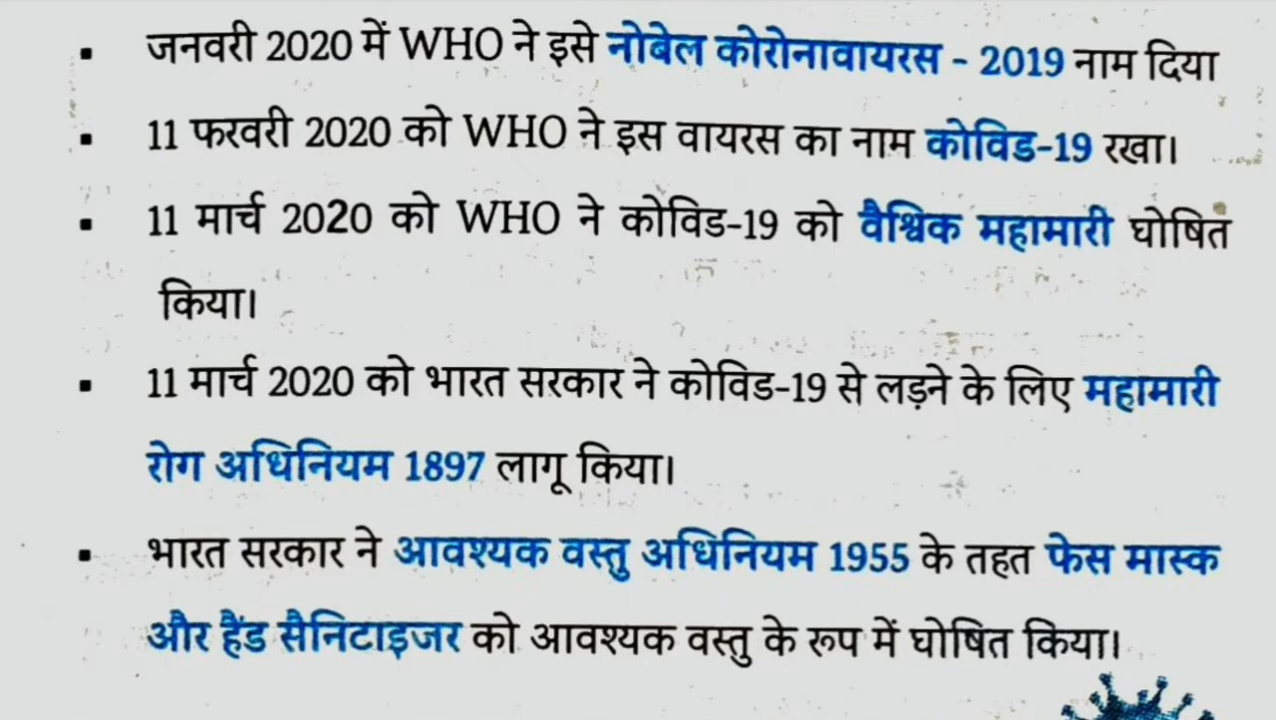 ▪ जनवरी 2020 में WHO ने इसे नोबेल कोरोनावायरस - 2019 नाम दिया
▪ 11 फरवरी 2020 को WHO ने इस वायरस का नाम कोविड-19 रखा।
▪ 11 मार्च 2020 को WHO ने कोविड-19 को वैश्विक महामारी घोषित
किया।
▪ 11 मार्च 2020 को भारत सरकार ने कोविड-19 से लड़ने के लिए महामारी
रोग अधिनियम 1897 लागू किया।
▪ भारत सरकार ने आवश्यक वस्तु अधिनियम 1955 के तहत फेस मास्क
और हैंड सैनिटाइजर को आवश्यक वस्तु के रूप में घोषित किया।